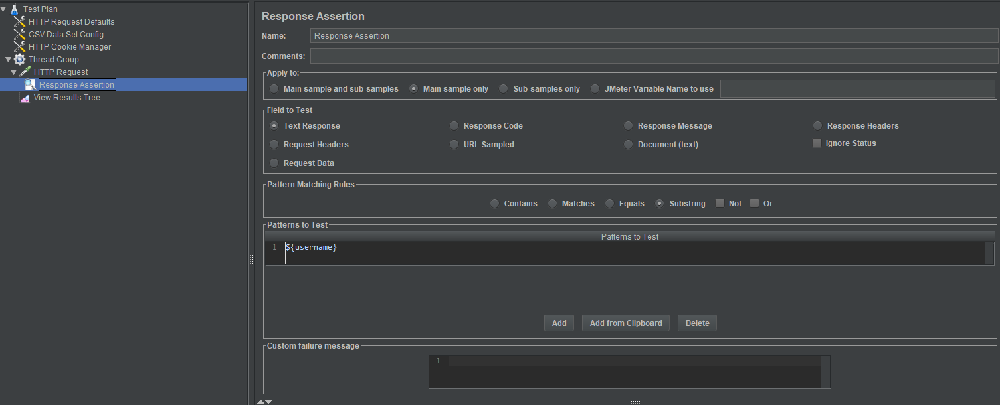 Test Plan
HTTP Request Defaults
CSV Data Set Config
HTTP Cookie Manager
Thread Group
HTTP Request
Response Assertion
View Results Tree
Response Assertion
Name: Response Assertion
Comments:
Apply to:
Main sample and sub-samples Main sample only Sub-samples only JMeter Variable Name to use
Field to Test
Text Response Response Code Response Message Response Headers
Request Headers URL Sampled Document (text) Ignore Status
Request Data
Pattern Matching Rules
Contains Matches Equals Substring Not Or
Patterns to Test
Patterns to Test
1 ${username}
Add Add from Clipboard Delete
Custom failure message
1